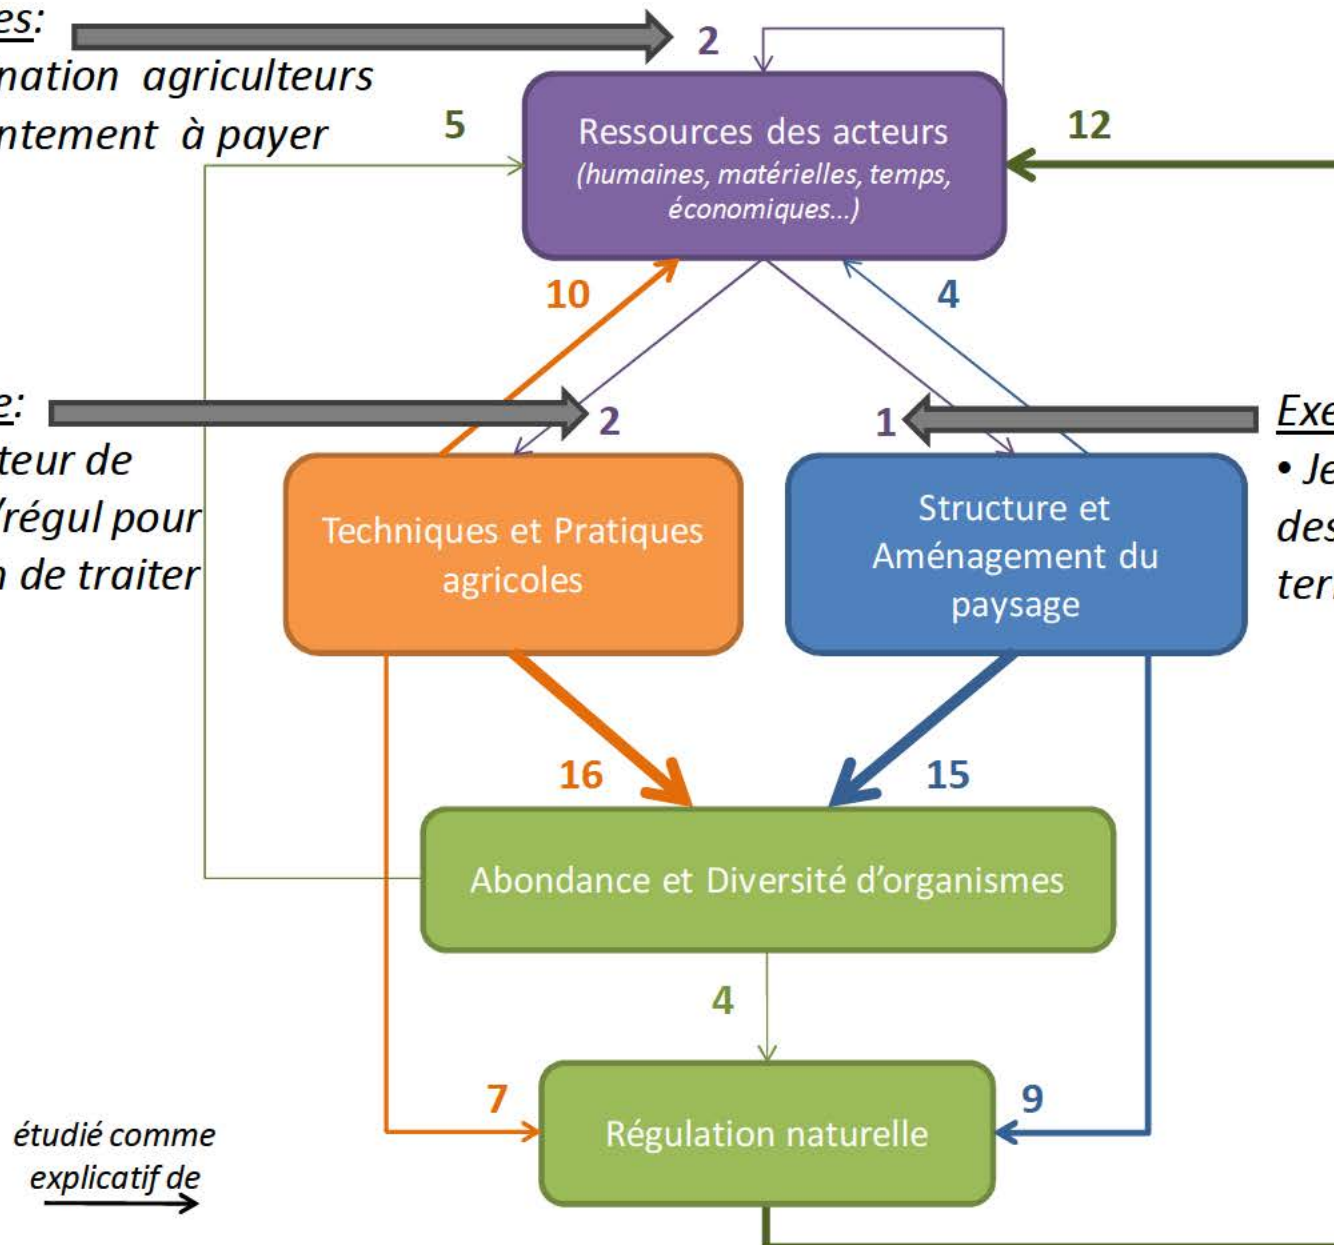 es:
2
nation agriculteurs
ntement à payer
5
12
Ressources des acteurs
(humaines, matérielles, temps,
économiques...)
10
4
e:
2
1
Exe
teur de
/régul pour
n de traiter
• Je
des
Techniques et Pratiques
agricoles
Structure et
Aménagement du
paysage
16
15
Abondance et Diversité d'organismes
4
7
9
Régulation naturelle
étudié comme
explicatif de